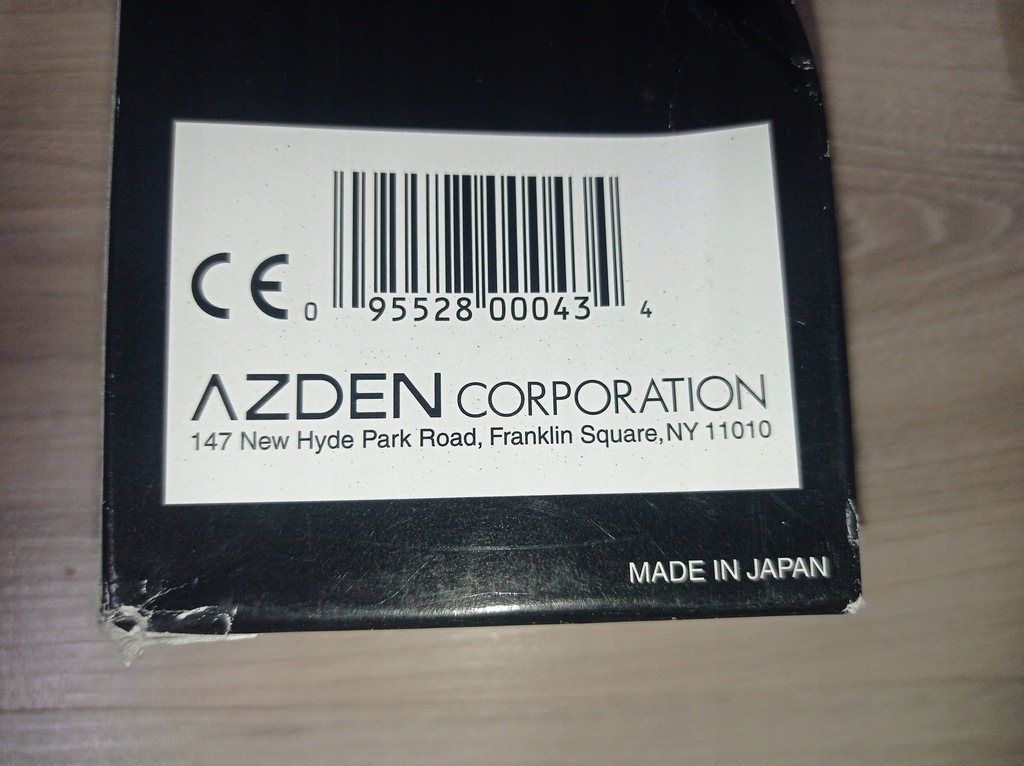 CE
0 95528 00043 4
AZDEN CORPORATION
147 New Hyde Park Road, Franklin Square, NY 11010
MADE IN JAPAN